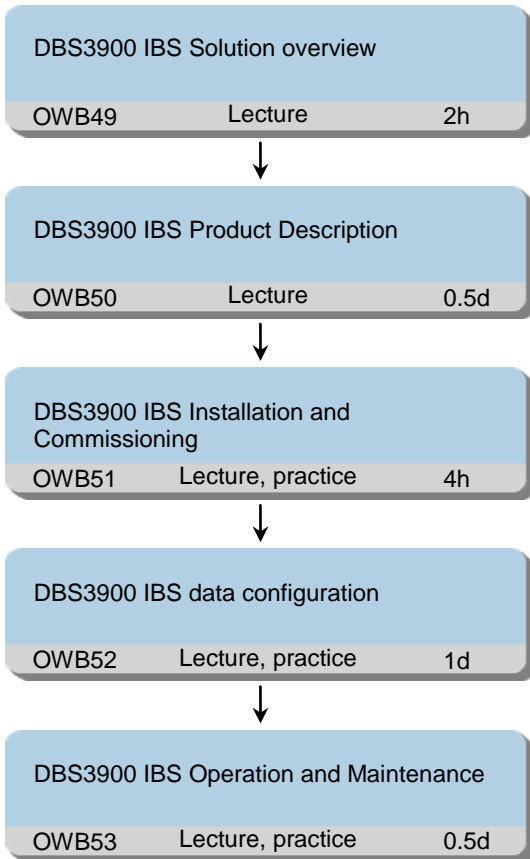 DBS3900 IBS Solution overview
OWB49 Lecture 2h
DBS3900 IBS Product Description
OWB50 Lecture 0.5d
DBS3900 IBS Installation and
Commissioning
OWB51 Lecture, practice 4h
DBS3900 IBS data configuration
OWB52 Lecture, practice 1d
DBS3900 IBS Operation and Maintenance
OWB53 Lecture, practice 0.5d